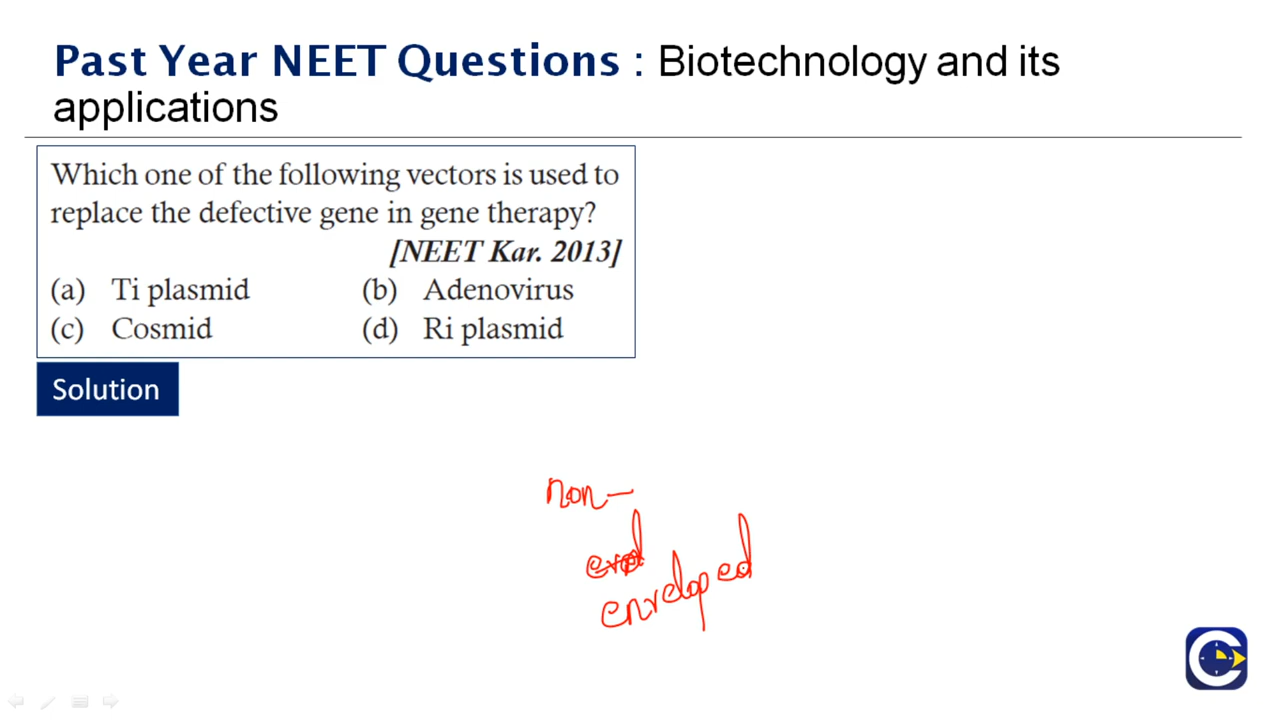 Past Year NEET Questions : Biotechnology and its
applications
Which one of the following vectors is used to
replace the defective gene in gene therapy?
[NEET Kar. 2013]
(a) Ti plasmid (b) Adenovirus
(c) Cosmid (d) Ri plasmid
Solution
non-
enveloped